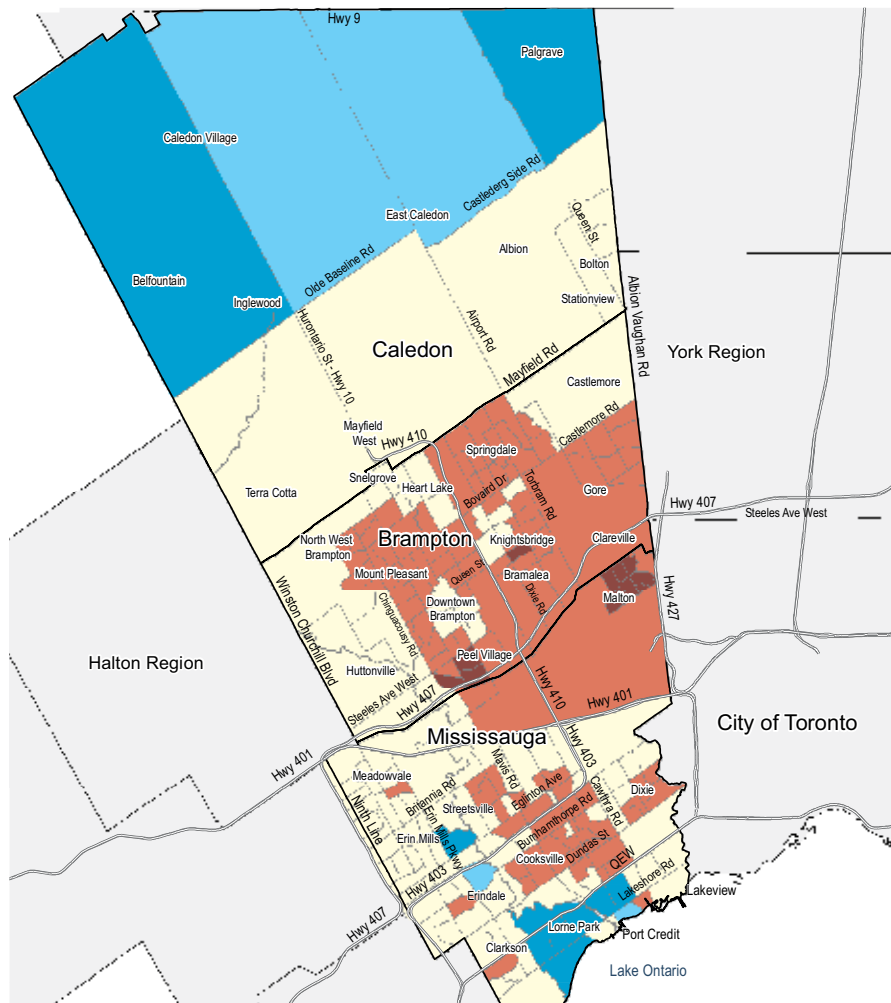 Hwy 9
Palgrave
Caledon Village
Castlederg Side Rd
East Caledon
Queen St
Albion
Olde Baseline Rd
Bolton
Belfountain
Inglewood
Stationview
Albion Vaughan Rd
Hurontario St - Hwy 10
Airport Rd
Caledon
York Region
Mayfield Rd
Castlemore
Mayfield
West
Hwy 410
Castlemore Rd
Springdale
Snelgrove
Heart Lake
Bovaird Dr
Torbram Rd
Gore
Terra Cotta
Hwy 407
Steeles Ave West
North West
Brampton
Brampton
Knightsbridge
Clareville
Mount Pleasant
Queen St
Bramalea
Dixie Rd
Malton
Winston Churchill Blvd
Chinguacousy Rd
Downtown
Brampton
Hwy 427
Halton Region
Huttonville
Peel Village
Steeles Ave West
Hwy 407
Hwy 410
Hwy 401
City of Toronto
Mississauga
Hwy 401
Hwy 403
Meadowvale
Mavis Rd
Britannia Rd
Eglinton Ave
Cawthra Rd
Dixie
Ninth Line
Streetsville
Burnhamthorpe Rd
Erin Mills
Erin Mills Pkwy
Dundas St
Cooksville
QEW
Hwy 403
Lakeshore Rd
Lakeview
Erindale
Hwy 407
Lorne Park
Port Credit
Clarkson
Lake Ontario